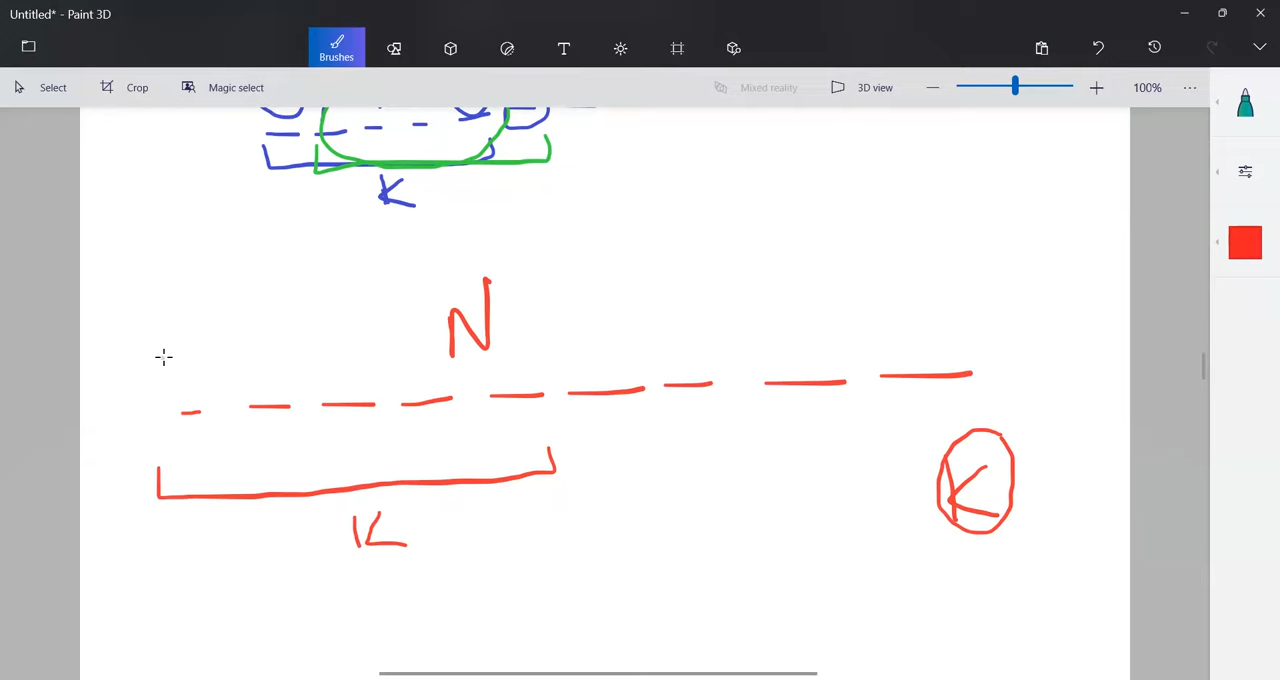 Untitled* - Paint 3D
Brushes
Select Crop Magic select Mixed reality 3D view 100%
K
N
K
K